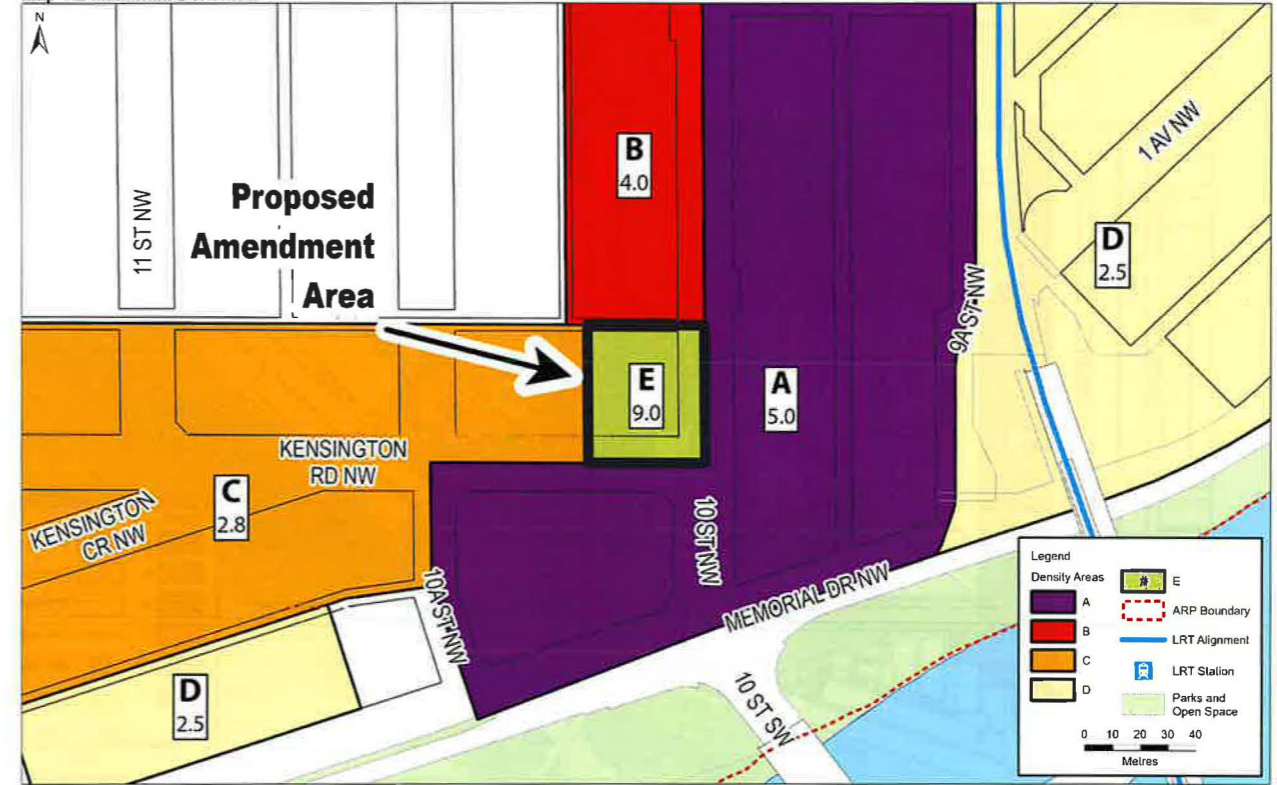 N
11 ST NW
Proposed
Amendment
Area
B
4.0
1 AV NW
D
2.5
9A ST NW
E
9.0
A
5.0
KENSINGTON
RD NW
C
2.8
KENSINGTON
CR NW
10 ST NW
10A ST NW
MEMORIAL DR NW
D
2.5
10 ST SW
Legend
Density Areas
A
B
C
D
#
E
ARP Boundary
LRT Alignment
LRT Station
Parks and
Open Space
0 10 20 30 40
Metres